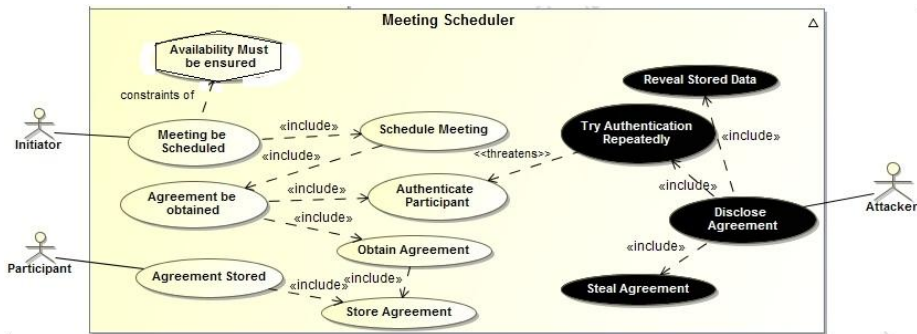 Meeting Scheduler
Availability Must
be ensured
constraints of
Reveal Stored Data
Initiator
Meeting be
Scheduled
«include»
Schedule Meeting
Try Authentication
Repeatedly
«include»
«include»
<<threatens>>
Agreement be
obtained
«include»
Authenticate
Participant
«include»
Disclose
Agreement
Attacker
«include»
Obtain Agreement
«include»
Participant
Agreement Stored
«include»
«include»
Steal Agreement
Store Agreement